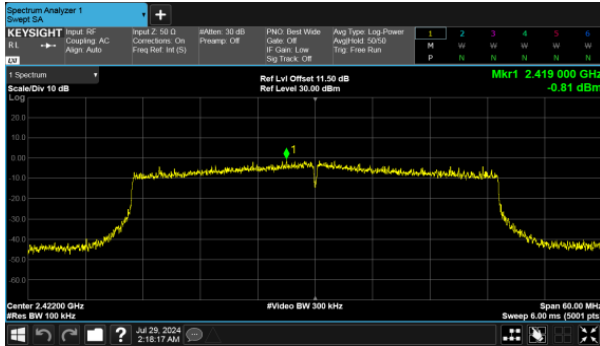 Spectrum Analyzer 1
Swept SA
+
KEYSIGHT Input: RF Input Z: 50 Ω #Atten: 30 dB PNO: Best Wide Avg Type: Log-Power 1 2 3 4 5 6
RL Coupling: AC Corrections: On Preamp: Off Gate: Off Avg|Hold: 50/50 M W W W W W
Align: Auto Freq Ref: Int (S) IF Gain: Low Trig: Free Run P N N N N N
LXI Sig Track: Off
1 Spectrum Ref Lvl Offset 11.50 dB Mkr1 2.419 000 GHz
Scale/Div 10 dB Ref Level 30.00 dBm -0.81 dBm
Log
20.0
10.0
1
0.00
-10.0
-20.0
-30.0
-40.0
-50.0
-60.0
Center 2.42200 GHz #Video BW 300 kHz Span 60.00 MHz
#Res BW 100 kHz Sweep 6.00 ms (5001 pts)
? Jul 29, 2024
2:18:17 AM